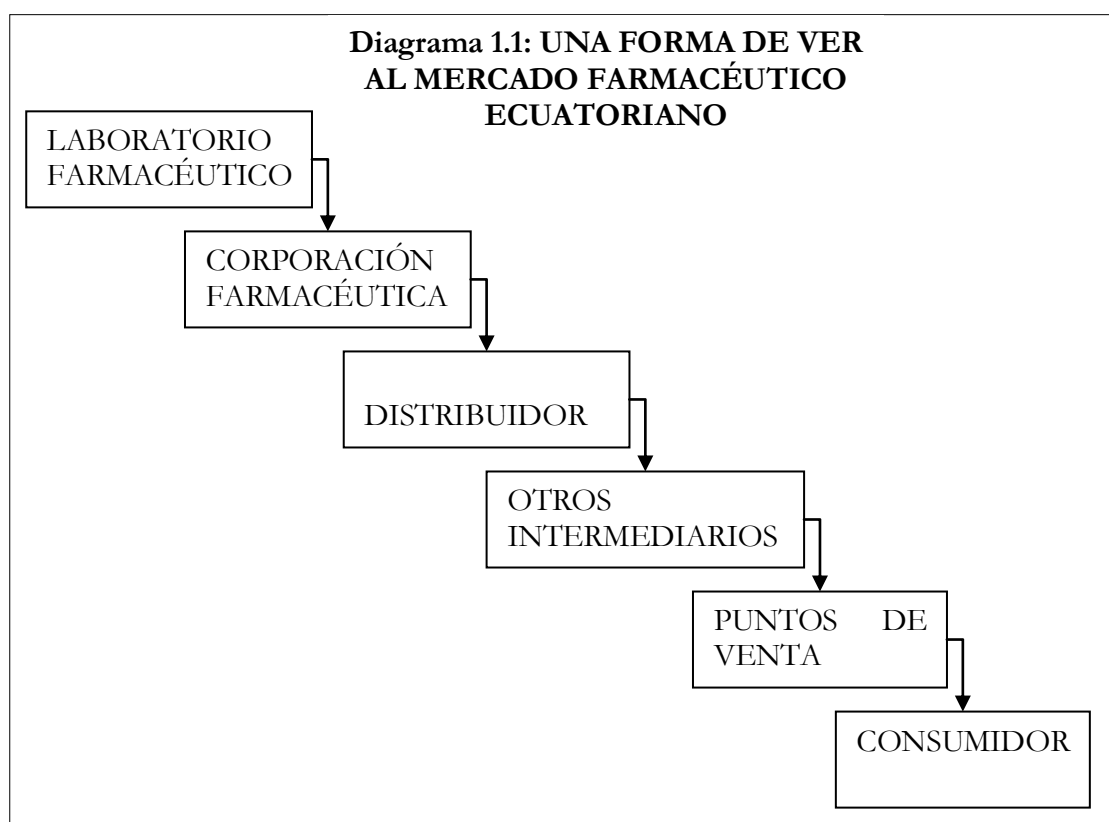 Diagrama 1.1: UNA FORMA DE VER
AL MERCADO FARMACÉUTICO
ECUATORIANO
LABORATORIO
FARMACÉUTICO
CORPORACIÓN
FARMACÉUTICA
DISTRIBUIDOR
OTROS
INTERMEDIARIOS
PUNTOS DE
VENTA
CONSUMIDOR